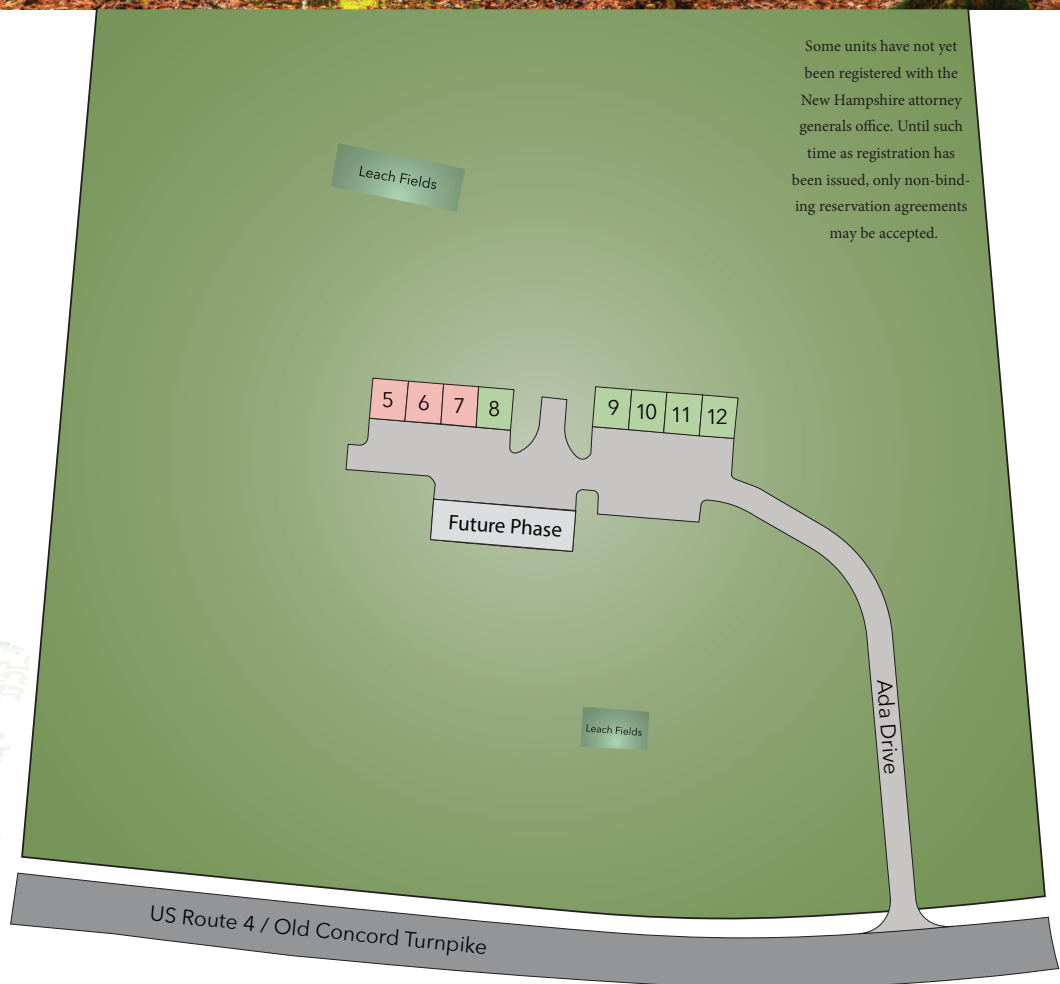 Some units have not yet
been registered with the
New Hampshire attorney
generals office. Until such
time as registration has
been issued, only non-bind-
ing reservation agreements
may be accepted.
Leach Fields
5 6 7 8
9 10 11 12
Future Phase
Leach Fields
Ada Drive
US Route 4 / Old Concord Turnpike